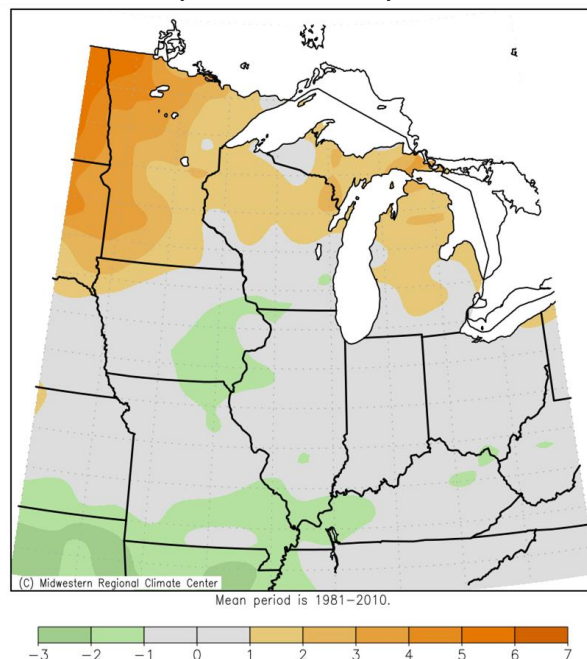 (C) Midwestern Regional Climate Center
Mean period is 1981-2010.
-3 -2 -1 0 1 2 3 4 5 6 7